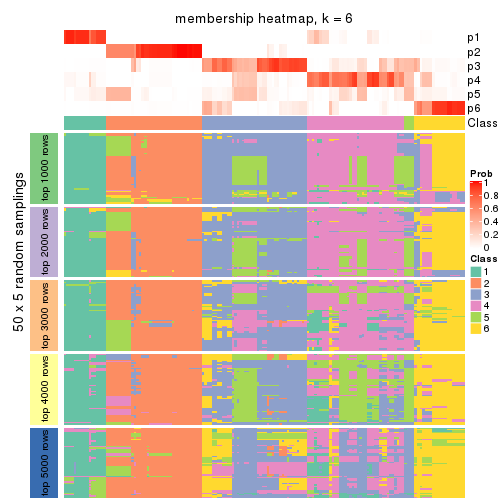 membership heatmap, k = 6
p1
p2
p3
p4
p5
p6
Class
50 x 5 random samplings
top 1000 rows
top 2000 rows
top 3000 rows
top 4000 rows
top 5000 rows
Prob
1
0.8
0.6
0.4
0.2
0
Class
1
2
3
4
5
6